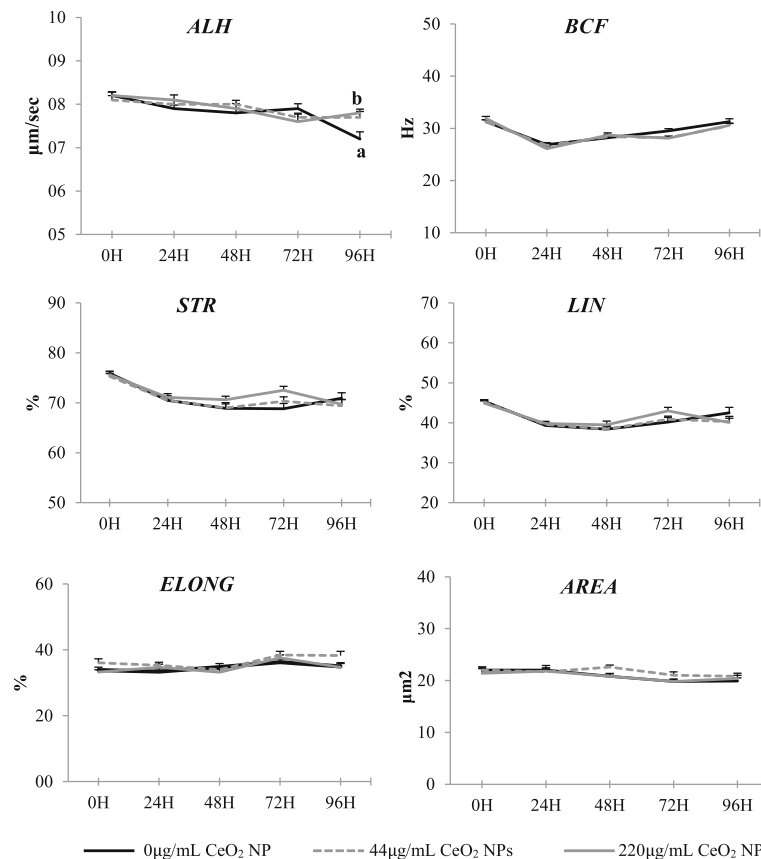 ALH
10
09
08
07
06
05
µm/sec
b
a
0H 24H 48H 72H 96H
BCF
50
40
30
20
10
Hz
0H 24H 48H 72H 96H
STR
90
80
70
60
50
%
0H 24H 48H 72H 96H
LIN
70
60
50
40
30
20
%
0H 24H 48H 72H 96H
ELONG
60
40
20
00
%
0H 24H 48H 72H 96H
AREA
40
30
20
10
0
µm2
0H 24H 48H 72H 96H
0µg/mL CeO₂ NP 44µg/mL CeO₂ NPs 220µg/mL CeO₂ NP